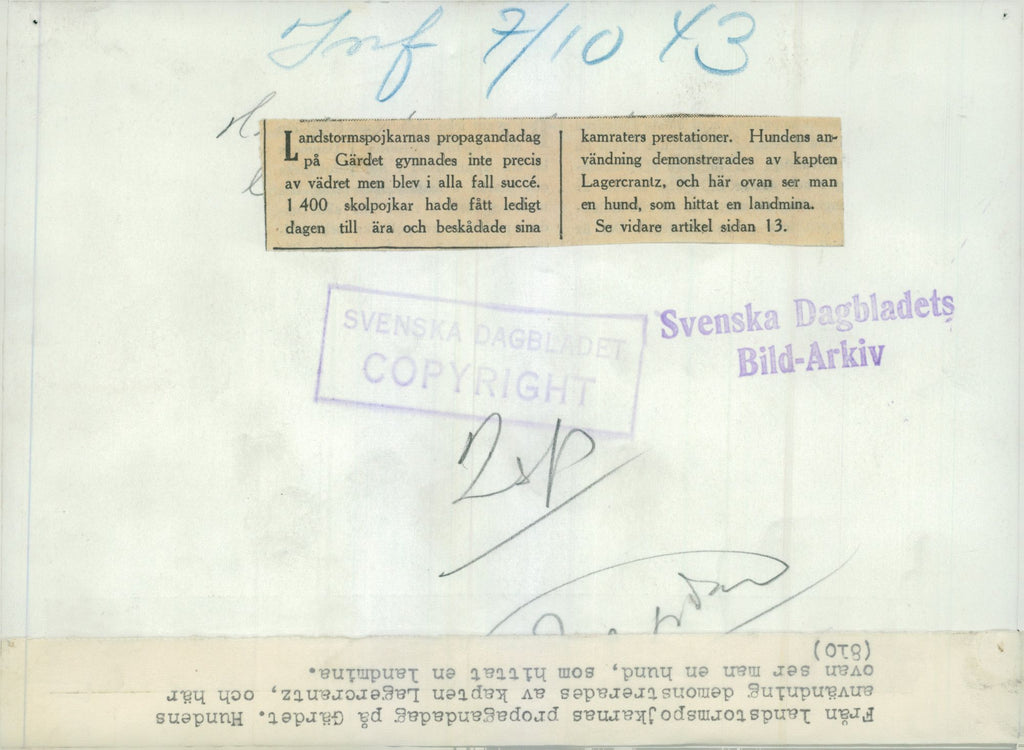 Inf 7/10 43
Landstormspojkarnas propagandadag
på Gärdet gynnades inte precis
av vädret men blev i alla fall succé.
1 400 skolpojkar hade fått ledigt
dagen till ära och beskådade sina
kamraters prestationer. Hundens an-
vändning demonstrerades av kapten
Lagercrantz, och här ovan ser man
en hund, som hittat en landmina.
Se vidare artikel sidan 13.
SVENSKA DAGBLADET
COPYRIGHT
Svenska Dagbladets
Bild-Arkiv
2xp
Från landstormspojkarnas propagandadag på Gärdet. Hundens
användning demonstrerades av kapten Lagercrantz, och här
ovan ser man en hund, som hittat en landmina.
(810)